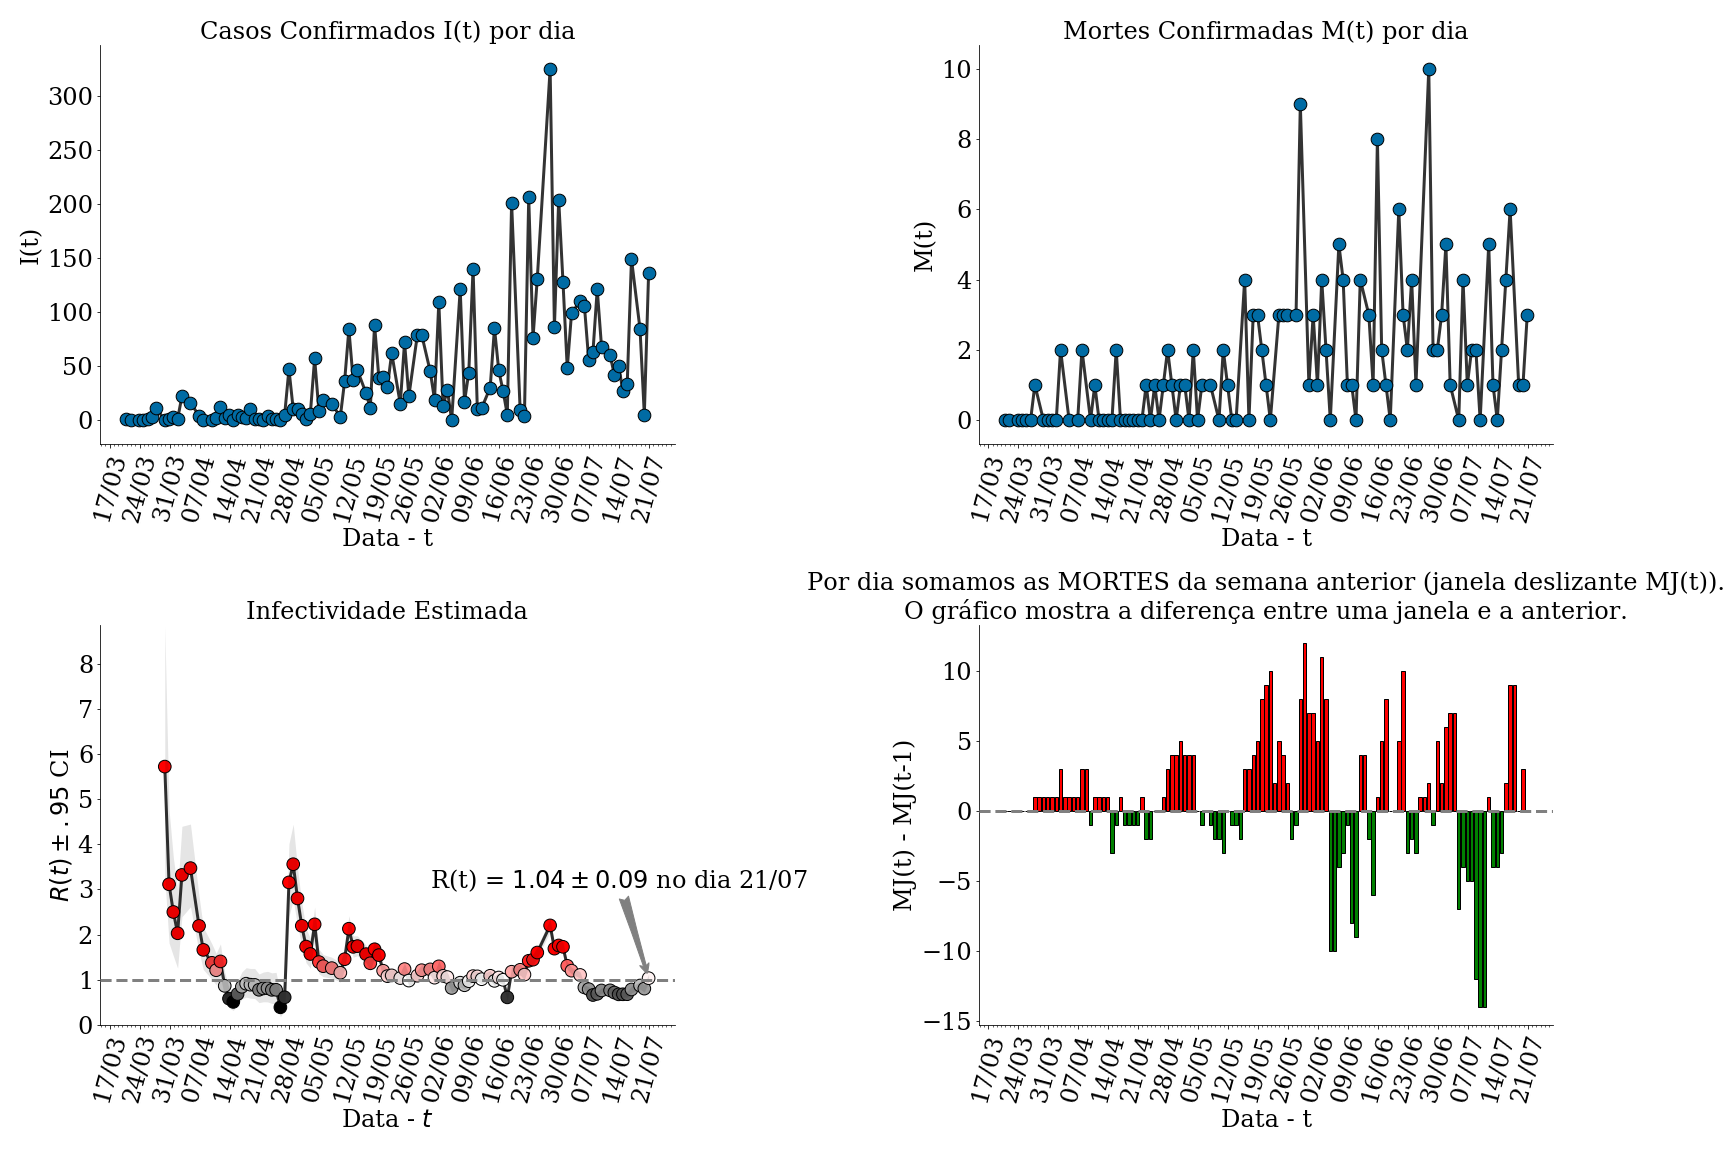 Casos Confirmados I(t) por dia
300
250
200
150
100
50
0
I(t)
17/03 24/03 31/03 07/04 14/04 21/04 28/04 05/05 12/05 19/05 26/05 02/06 09/06 16/06 23/06 30/06 07/07 14/07 21/07
Data - t
Mortes Confirmadas M(t) por dia
10
8
6
4
2
0
M(t)
17/03 24/03 31/03 07/04 14/04 21/04 28/04 05/05 12/05 19/05 26/05 02/06 09/06 16/06 23/06 30/06 07/07 14/07 21/07
Data - t
Infectividade Estimada
8
7
6
5
4
3
2
1
0
R(t) ± .95 CI
R(t) = 1.04 ± 0.09 no dia 21/07
17/03 24/03 31/03 07/04 14/04 21/04 28/04 05/05 12/05 19/05 26/05 02/06 09/06 16/06 23/06 30/06 07/07 14/07 21/07
Data - t
Por dia somamos as MORTES da semana anterior (janela deslizante MJ(t)).
O gráfico mostra a diferença entre uma janela e a anterior.
10
5
0
−5
−10
−15
MJ(t) - MJ(t-1)
17/03 24/03 31/03 07/04 14/04 21/04 28/04 05/05 12/05 19/05 26/05 02/06 09/06 16/06 23/06 30/06 07/07 14/07 21/07
Data - t